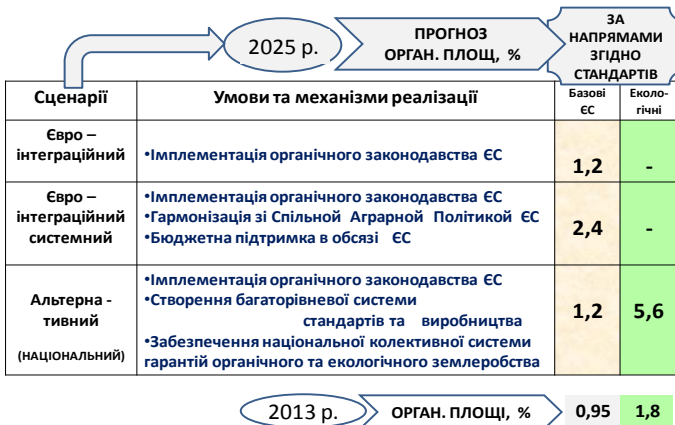 2025 р.
ПРОГНОЗ
ОРГАН. ПЛОЩ, %
ЗА
НАПРЯМАМИ
ЗГІДНО
СТАНДАРТІВ
Сценарії
Умови та механізми реалізації
Базові
ЄС
Еколо-
гічні
Євро –
інтеграційний
•Імплементація органічного законодавства ЄС
1,2
-
Євро –
інтеграційний
системний
•Імплементація органічного законодавства ЄС
•Гармонізація зі Спільной Аграрной Політикой ЄС
•Бюджетна підтримка в обсязі ЄС
2,4
-
Альтерна -
тивний
(НАЦІОНАЛЬНИЙ)
•Імплементація органічного законодавства ЄС
•Створення багаторівневої системи
стандартів та виробництва
•Забезпечення національної колективної системи
гарантій органічного та екологічного землеробства
1,2
5,6
2013 р.
ОРГАН. ПЛОЩІ, %
0,95
1,8